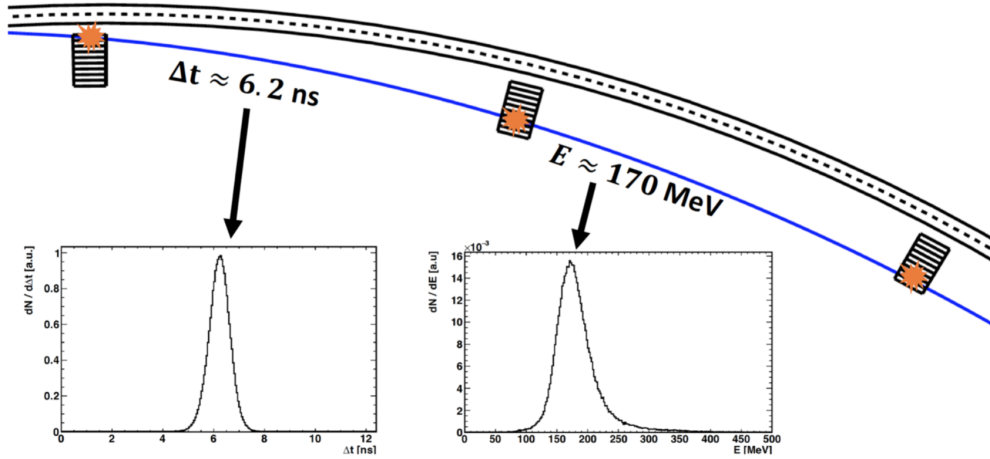 Δt ≈ 6.2 ns
E ≈ 170 MeV
dN / dΔt [a.u.]
1
0.8
0.6
0.4
0.2
0
0 2 4 6 8 10 12
Δt [ns]
×10⁻³
dN / dE [a.u]
16
14
12
10
8
6
4
2
0
0 50 100 150 200 250 300 350 400 450 500
E [MeV]